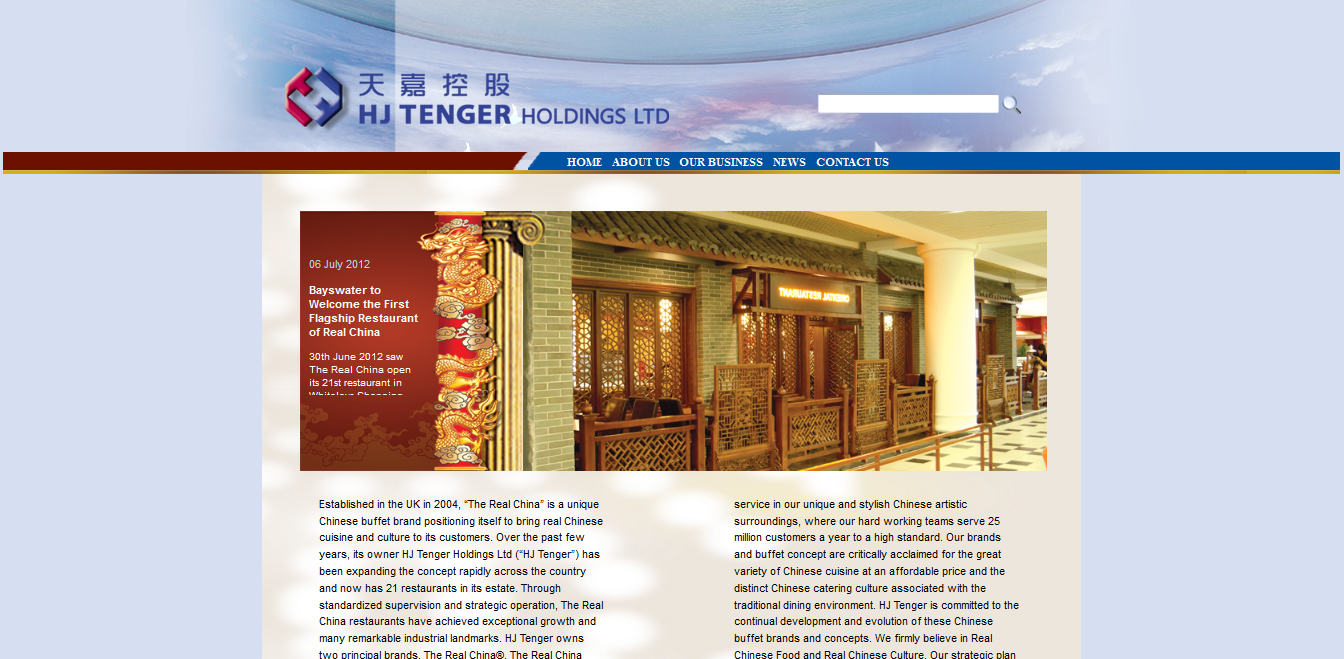 天嘉控股
HJ TENGER HOLDINGS LTD
HOME ABOUT US OUR BUSINESS NEWS CONTACT US
06 July 2012
Bayswater to
Welcome the First
Flagship Restaurant
of Real China
30th June 2012 saw
The Real China open
its 21st restaurant in
Whiteleys Shopping
ORIENTAL RESTAURANT
Established in the UK in 2004, “The Real China” is a unique
Chinese buffet brand positioning itself to bring real Chinese
cuisine and culture to its customers. Over the past few
years, its owner HJ Tenger Holdings Ltd (“HJ Tenger”) has
been expanding the concept rapidly across the country
and now has 21 restaurants in its estate. Through
standardized supervision and strategic operation, The Real
China restaurants have achieved exceptional growth and
many remarkable industrial landmarks. HJ Tenger owns
two principal brands, The Real China®, The Real China
service in our unique and stylish Chinese artistic
surroundings, where our hard working teams serve 25
million customers a year to a high standard. Our brands
and buffet concept are critically acclaimed for the great
variety of Chinese cuisine at an affordable price and the
distinct Chinese catering culture associated with the
traditional dining environment. HJ Tenger is committed to the
continual development and evolution of these Chinese
buffet brands and concepts. We firmly believe in Real
Chinese Food and Real Chinese Culture. Our strategic plan